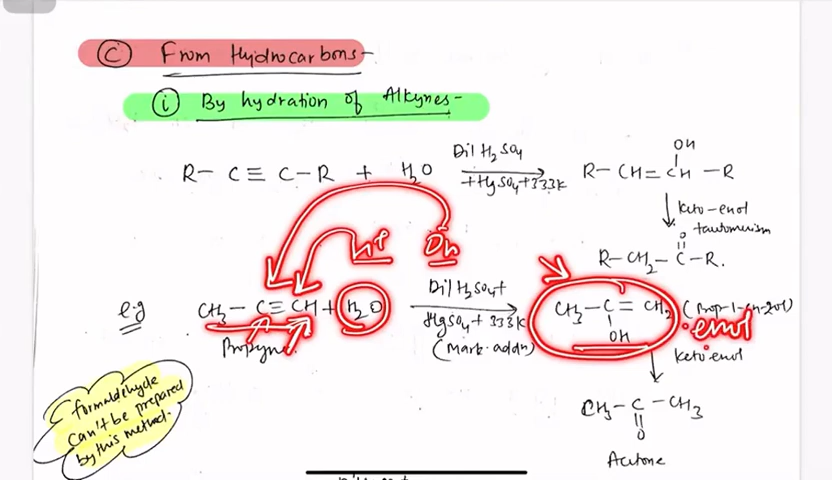 Ⓒ From Hydrocarbons-
ⓘ By hydration of Alkynes-
R- C≡ C-R + H₂O Dil H₂SO₄ +HgSO₄+333K R- CH=CH -R
OH
keto-enol tautomerism
O
R-CH₂-C-R.
H⊕ OH
e.g CH₃- C≡CH + H₂O Dil H₂SO₄+ HgSO₄+333K (Mark. addn) CH₃-C=CH₂ (Prop-1-en-2ol)
OH
Propyne
enol
keto enol
CH₃- C -CH₃
O
Acetone
formaldehyde
can't be prepared
by this method.